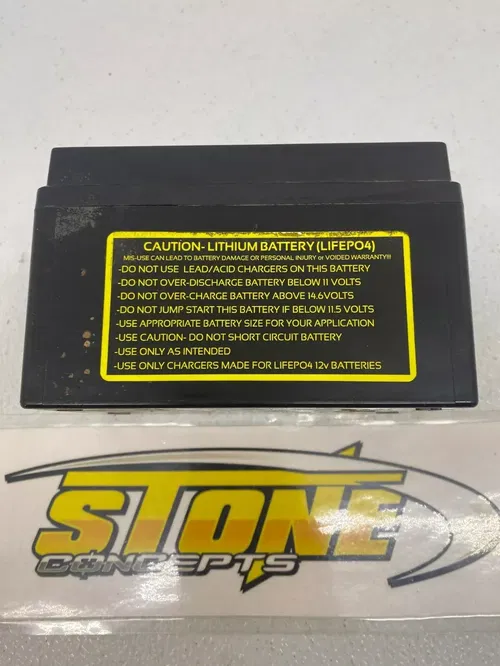 CAUTION- LITHIUM BATTERY (LIFEPO4)
MIS-USE CAN LEAD TO BATTERY DAMAGE OR PERSONAL INJURY or VOIDED WARRANTY!!!
-DO NOT USE LEAD/ACID CHARGERS ON THIS BATTERY
-DO NOT OVER-DISCHARGE BATTERY BELOW 11 VOLTS
-DO NOT OVER-CHARGE BATTERY ABOVE 14.6VOLTS
-DO NOT JUMP START THIS BATTERY IF BELOW 11.5 VOLTS
-USE APPROPRIATE BATTERY SIZE FOR YOUR APPLICATION
-USE CAUTION- DO NOT SHORT CIRCUIT BATTERY
-USE ONLY AS INTENDED
-USE ONLY CHARGERS MADE FOR LIFEPO4 12v BATTERIES
STONE
CONCEPTS